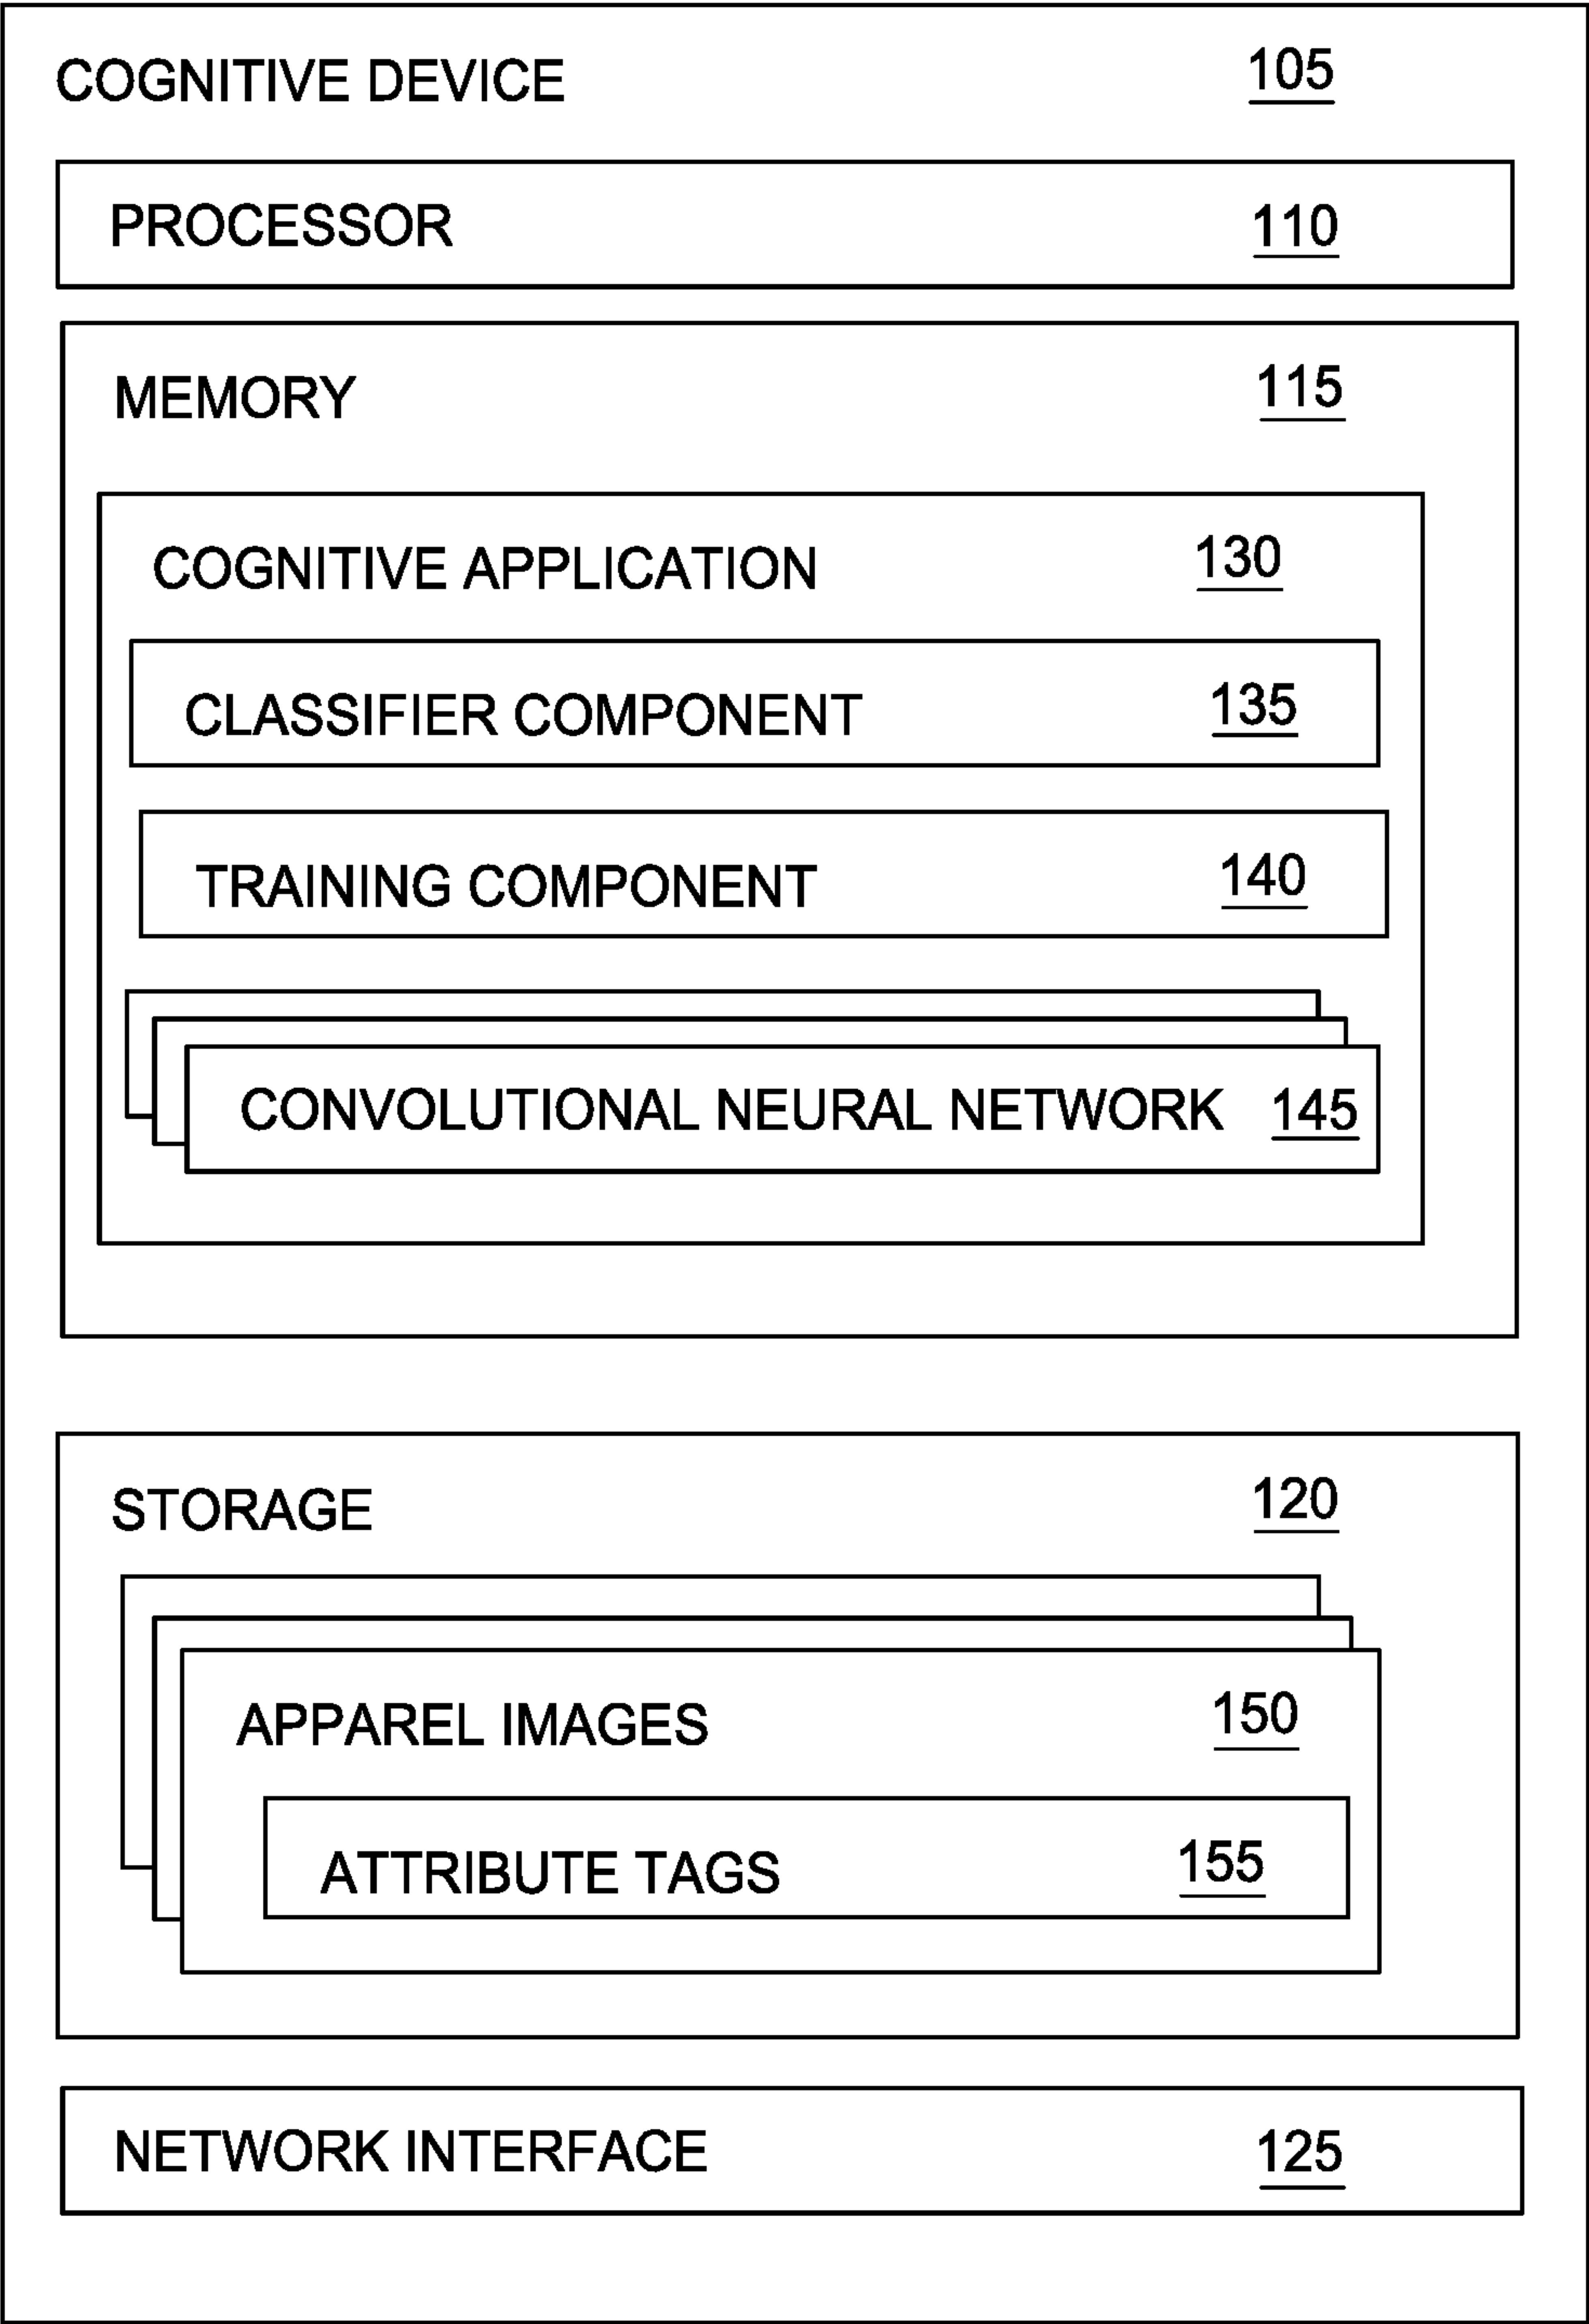 COGNITIVE DEVICE 105
PROCESSOR 110
MEMORY 115
COGNITIVE APPLICATION 130
CLASSIFIER COMPONENT 135
TRAINING COMPONENT 140
CONVOLUTIONAL NEURAL NETWORK 145
STORAGE 120
APPAREL IMAGES 150
ATTRIBUTE TAGS 155
NETWORK INTERFACE 125